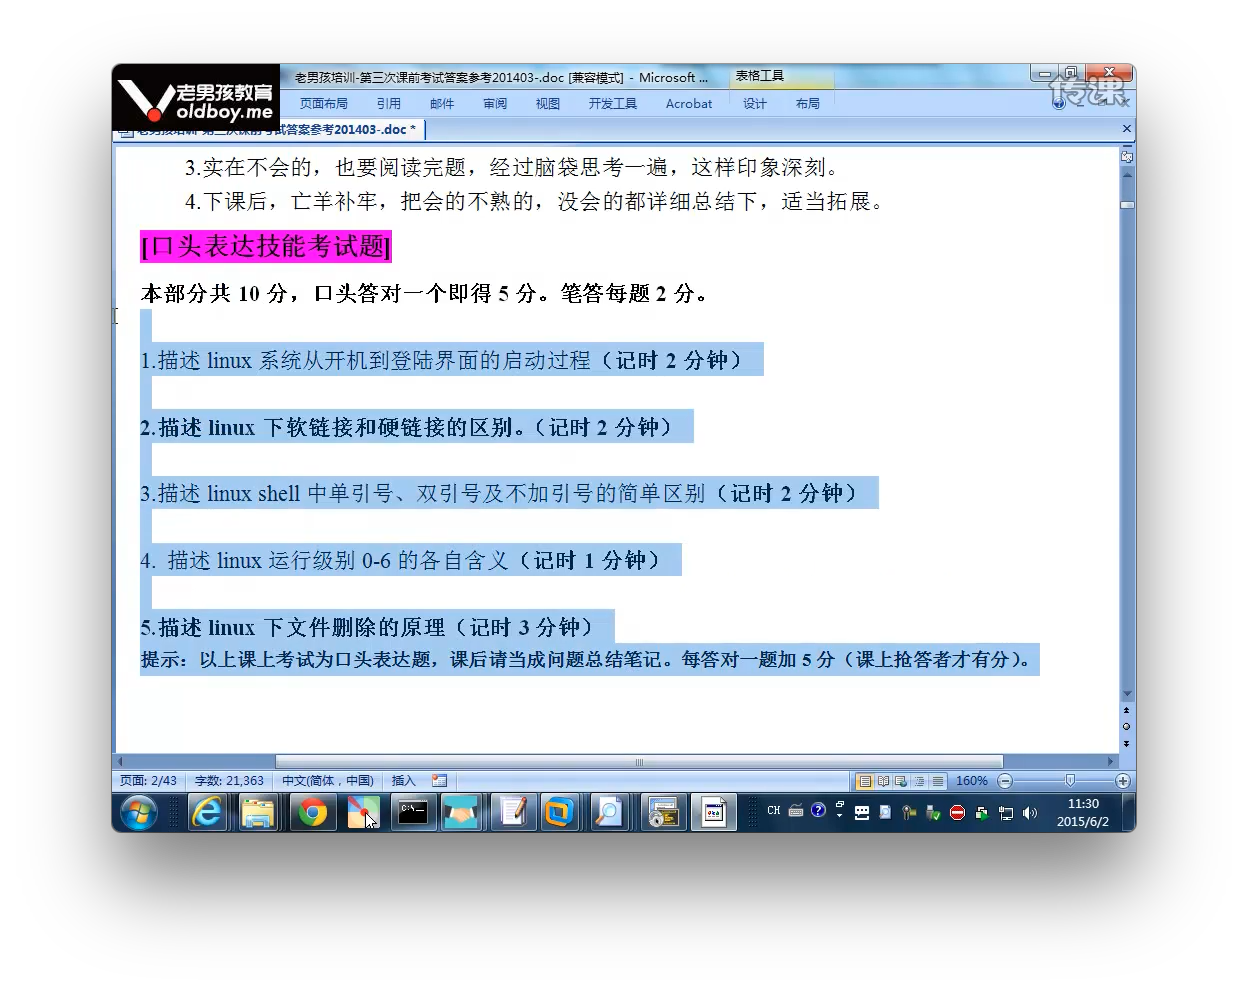 老男孩教育
oldboy.me
老男孩培训-第三次课前考试答案参考201403-.doc [兼容模式] - Microsoft ...
表格工具
传课
页面布局 引用 邮件 审阅 视图 开发工具 Acrobat 设计 布局
老男孩培训-第三次课前考试答案参考201403-.doc *
3.实在不会的，也要阅读完题，经过脑袋思考一遍，这样印象深刻。
4.下课后，亡羊补牢，把会的不熟的，没会的都详细总结下，适当拓展。
[口头表达技能考试题]
本部分共 10 分，口头答对一个即得 5 分。笔答每题 2 分。
1.描述 linux 系统从开机到登陆界面的启动过程（记时 2 分钟）
2.描述 linux 下软链接和硬链接的区别。（记时 2 分钟）
3.描述 linux shell 中单引号、双引号及不加引号的简单区别（记时 2 分钟）
4. 描述 linux 运行级别 0-6 的各自含义（记时 1 分钟）
5.描述 linux 下文件删除的原理（记时 3 分钟）
提示：以上课上考试为口头表达题，课后请当成问题总结笔记。每答对一题加 5 分（课上抢答者才有分）。
页面: 2/43 字数: 21,363 中文(简体，中国) 插入 160%
CH 11:30
2015/6/2